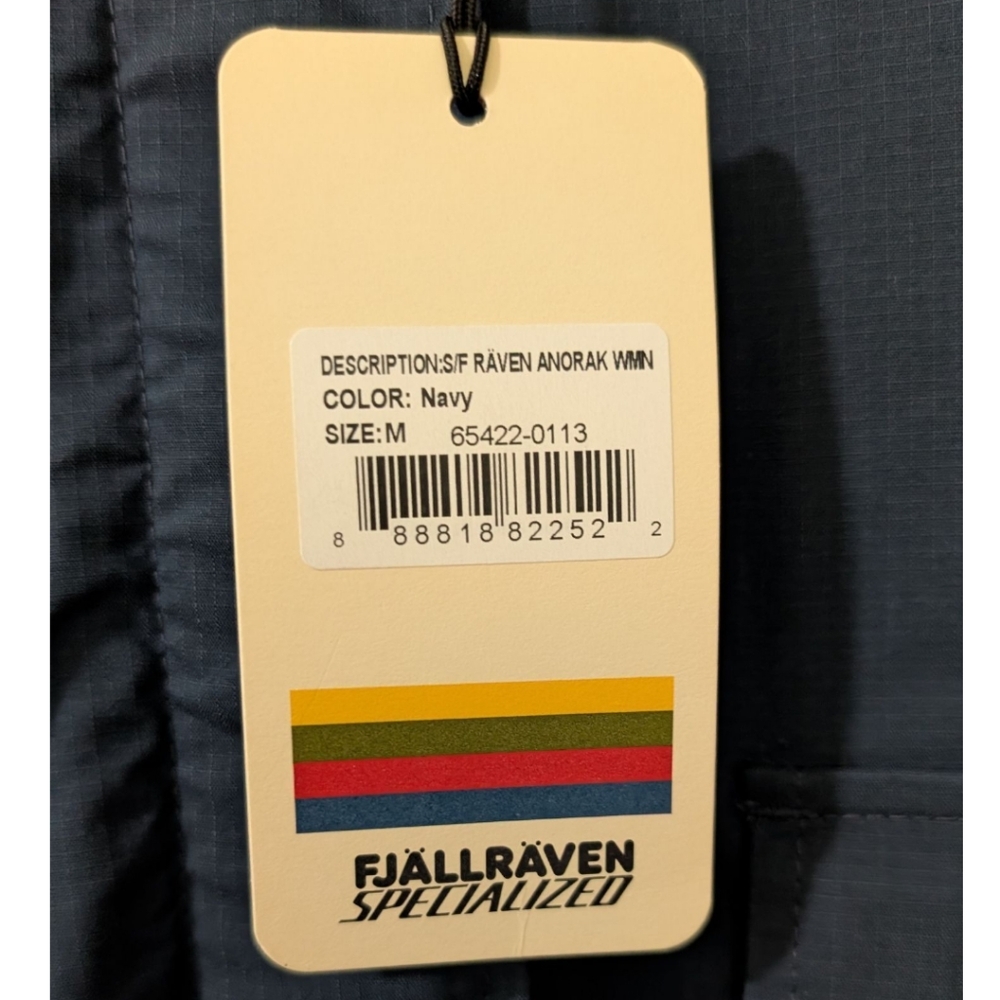 DESCRIPTION:S/F RÄVEN ANORAK WMN
COLOR: Navy
SIZE:M 65422-0113
8 88818 82252 2
FJÄLLRÄVEN
SPECIALIZED